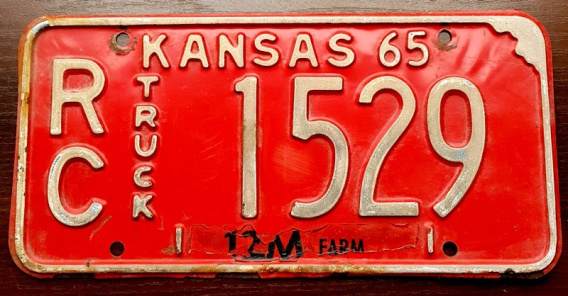 KANSAS 65
RC
TRUCK
1529
12M FARM